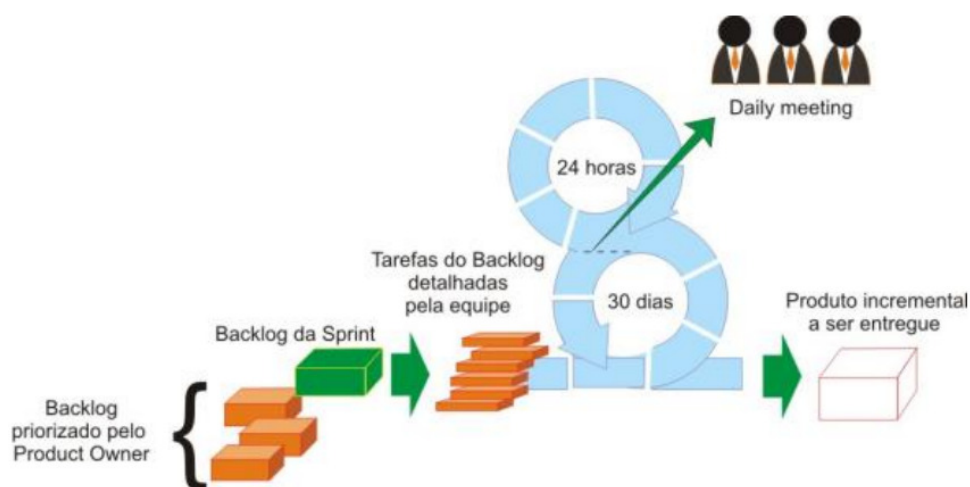 Daily meeting
24 horas
Tarefas do Backlog
detalhadas
pela equipe
30 dias
Produto incremental
a ser entregue
Backlog da Sprint
Backlog
priorizado pelo
Product Owner